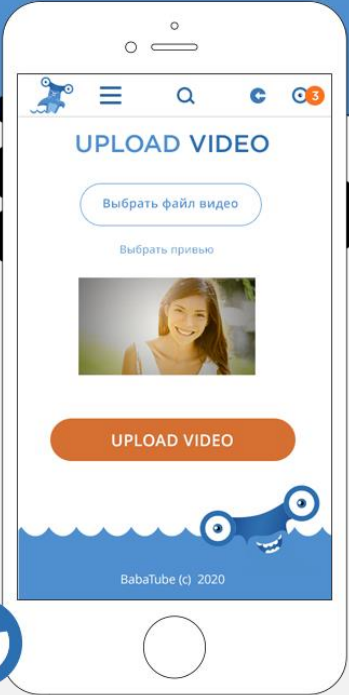 3
UPLOAD VIDEO
Выбрать файл видео
Выбрать привью
UPLOAD VIDEO
BabaTube (c) 2020